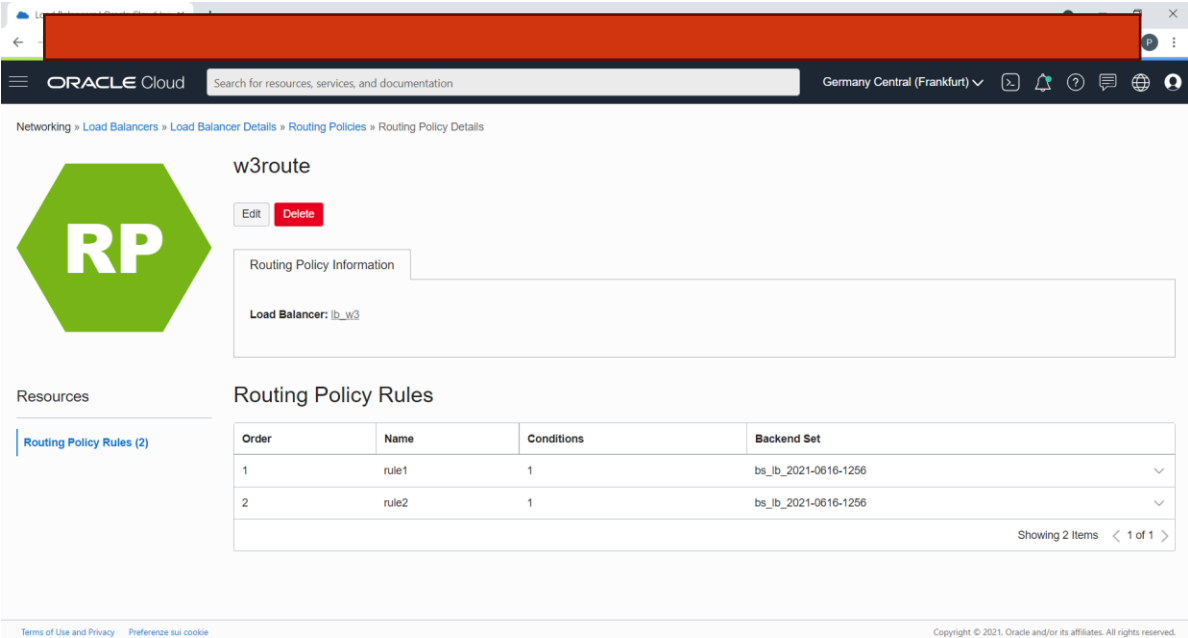 ORACLE Cloud
Search for resources, services, and documentation
Germany Central (Frankfurt)
P
Networking » Load Balancers » Load Balancer Details » Routing Policies » Routing Policy Details
RP
w3route
Edit Delete
Routing Policy Information
Load Balancer: lb_w3
Resources
Routing Policy Rules (2)
Routing Policy Rules
Order Name Conditions Backend Set
1 rule1 1 bs_lb_2021-0616-1256
2 rule2 1 bs_lb_2021-0616-1256
Showing 2 Items < 1 of 1 >
Terms of Use and Privacy Preferenze sui cookie
Copyright © 2021, Oracle and/or its affiliates. All rights reserved.